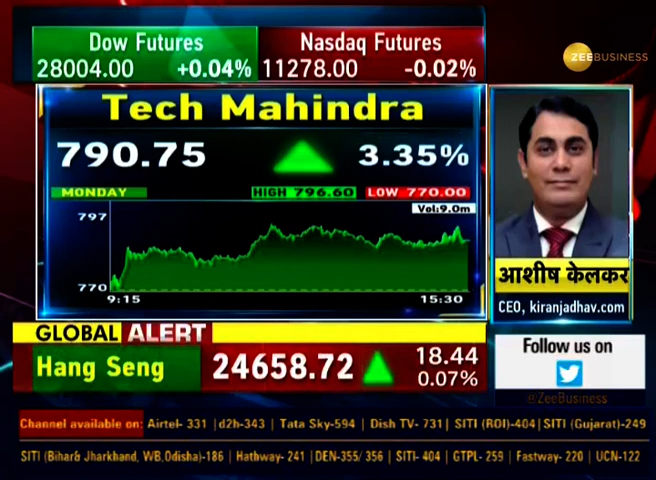 Dow Futures
28004.00 +0.04%
Nasdaq Futures
11278.00 -0.02%
ZEEBUSINESS
Tech Mahindra
790.75 3.35%
MONDAY HIGH 796.60 LOW 770.00
Vol:9.0m
797
770
9:15 15:30
आशीष केलकर
CEO, kiranjadhav.com
GLOBAL ALERT
Hang Seng 24658.72 18.44
0.07%
Follow us on
@ZeeBusiness
Channel available on: Airtel- 331 |d2h-343 | Tata Sky-594 | Dish TV- 731| SITI (ROI)-404| SITI (Gujarat)-249
SITI (Bihar& Jharkhand, WB,Odisha)-186 | Hathway- 241 |DEN-355/ 356 | SITI- 404 | GTPL- 259 | Fastway- 220 | UCN-122